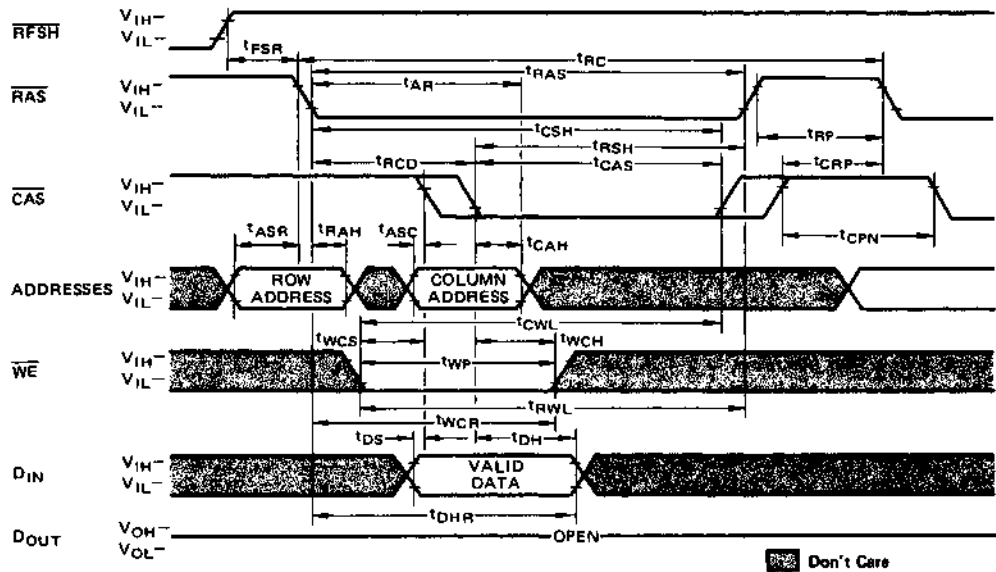 RFSH
VIH–
VIL–
tFSR
tRC
tRAS
tAR
RAS
VIH–
VIL–
tCSH
tRP
tRSH
tRCD
tCAS
tCRP
CAS
VIH–
VIL–
tASR
tRAH
tASC
tCAH
tCPN
ADDRESSES
VIH–
VIL–
ROW
ADDRESS
COLUMN
ADDRESS
tCWL
tWCS
tWCH
WE
VIH–
VIL–
tWP
tRWL
tWCR
tDS
tDH
DIN
VIH–
VIL–
VALID
DATA
tDHR
DOUT
VOH–
VOL–
OPEN
Don't Care